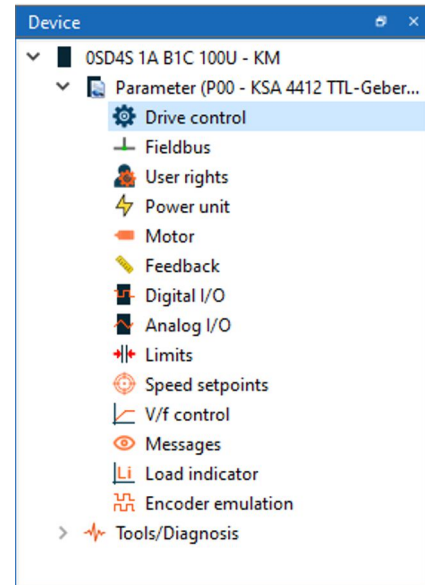 Device
0SD4S 1A B1C 100U - KM
Parameter (P00 - KSA 4412 TTL-Geber...
Drive control
Fieldbus
User rights
Power unit
Motor
Feedback
Digital I/O
Analog I/O
Limits
Speed setpoints
V/f control
Messages
Li Load indicator
Encoder emulation
Tools/Diagnosis